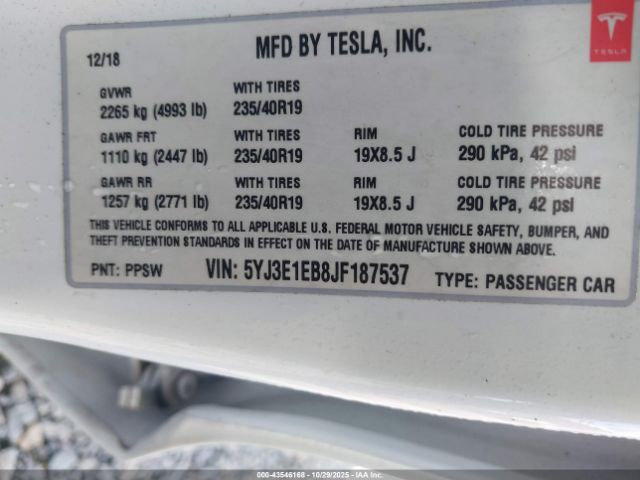 12/18 MFD BY TESLA, INC.
TESLA
GVWR WITH TIRES
2265 kg (4993 lb) 235/40R19
GAWR FRT WITH TIRES RIM COLD TIRE PRESSURE
1110 kg (2447 lb) 235/40R19 19X8.5 J 290 kPa, 42 psi
GAWR RR WITH TIRES RIM COLD TIRE PRESSURE
1257 kg (2771 lb) 235/40R19 19X8.5 J 290 kPa, 42 psi
THIS VEHICLE CONFORMS TO ALL APPLICABLE U.S. FEDERAL MOTOR VEHICLE SAFETY, BUMPER, AND
THEFT PREVENTION STANDARDS IN EFFECT ON THE DATE OF MANUFACTURE SHOWN ABOVE.
PNT: PPSW VIN: 5YJ3E1EB8JF187537 TYPE: PASSENGER CAR
000-43546168 - 10/29/2025 - IAAI.COM